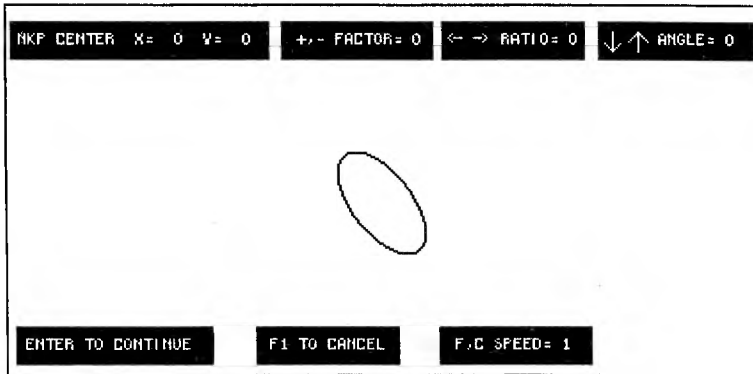 NKP CENTER X= 0 Y= 0 +,- FACTOR= 0 <- -> RATIO= 0 ↓ ↑ ANGLE= 0
ENTER TO CONTINUE F1 TO CANCEL F,C SPEED= 1